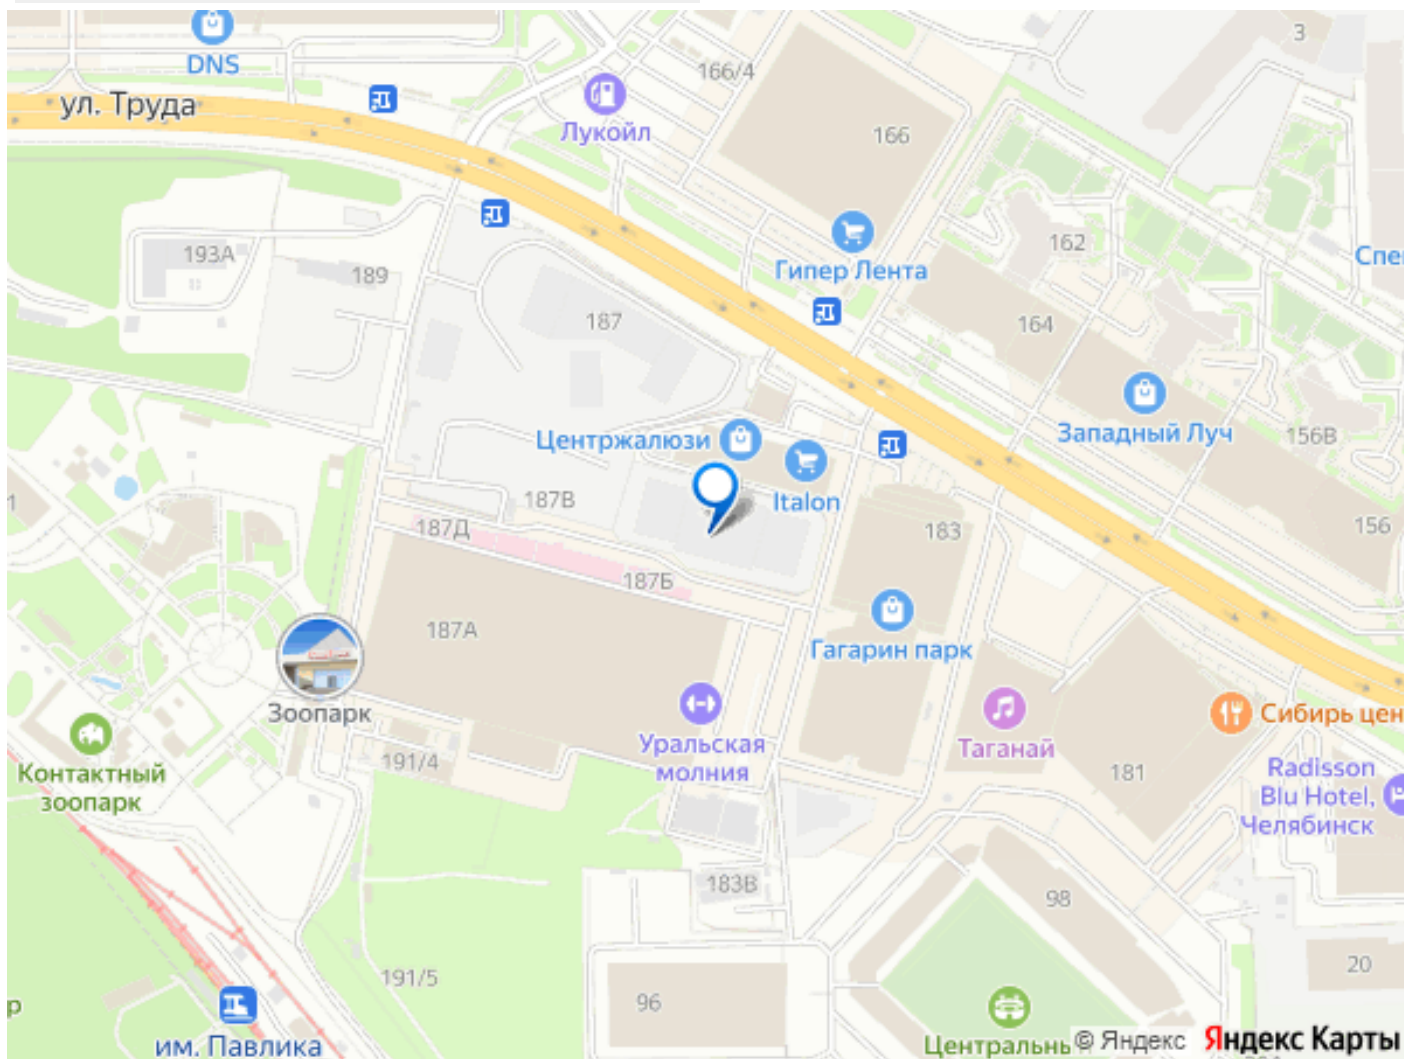 DNS
ул. Труда
Лукойл
166/4
3
166
162
Гипер Лента
Спе
193А
189
187
164
Западный Луч
156В
Центржалюзи
Italon
187В
187Д
183
156
187Б
187А
Гагарин парк
Зоопарк
Уральская
молния
Таганай
Сибирь цен
Контактный
зоопарк
191/4
181
Radisson
Blu Hotel,
Челябинск
183В
98
191/5
96
20
им. Павлика
Центральны
© Яндекс
Яндекс Карты